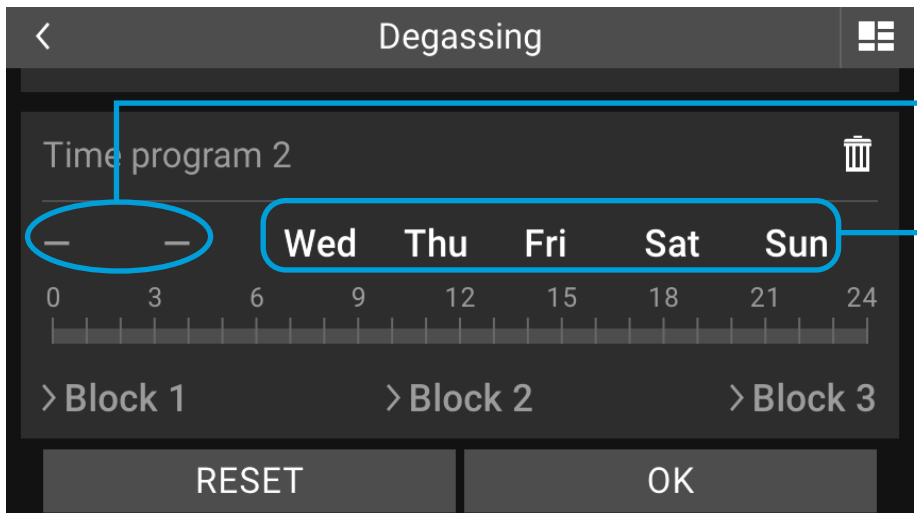 Degassing
Time program 2
– – Wed Thu Fri Sat Sun
0 3 6 9 12 15 18 21 24
>Block 1 >Block 2 >Block 3
RESET OK